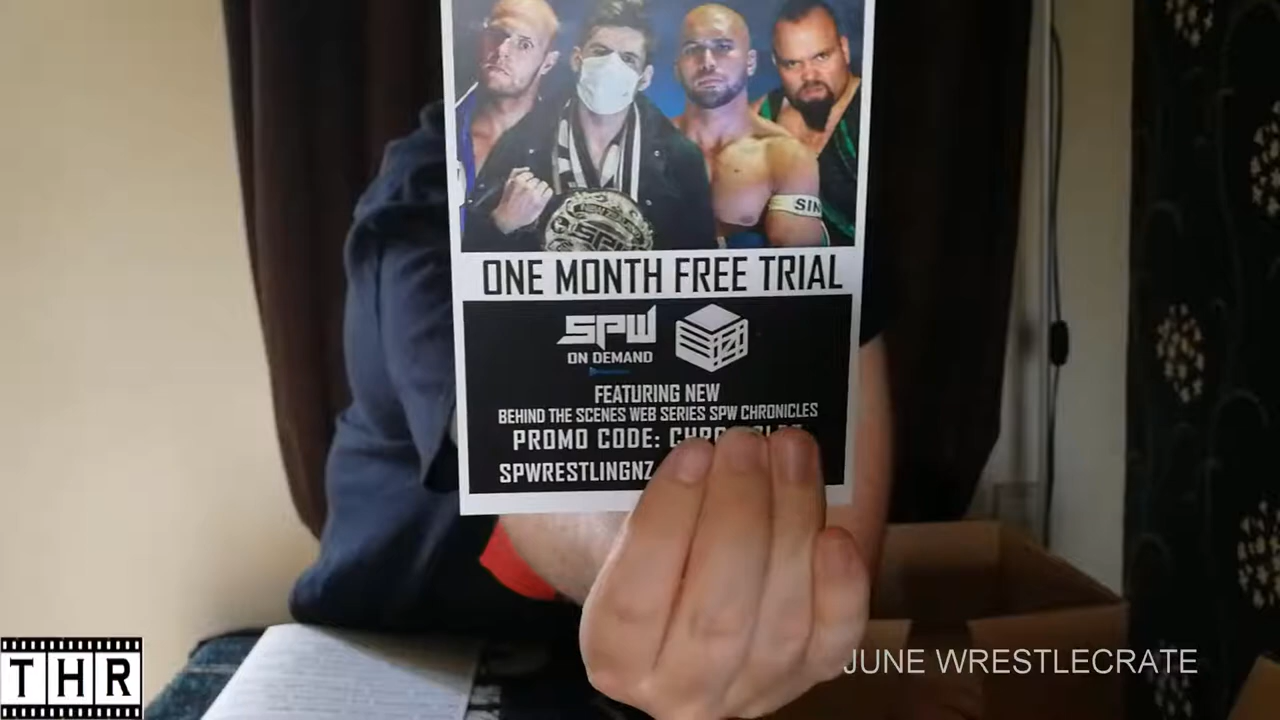 SIN
SPW
ONE MONTH FREE TRIAL
SPW
ON DEMAND
FEATURING NEW
BEHIND THE SCENES WEB SERIES SPW CHRONICLES
PROMO CODE:
SPWRESTLINGNZ
THR
JUNE WRESTLECRATE